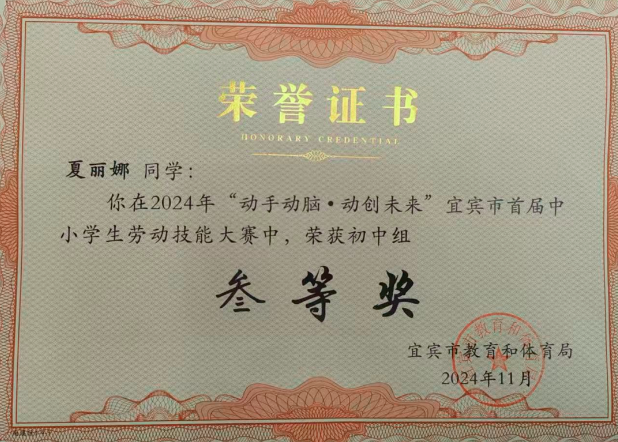 荣誉证书
HONORARY CREDENTIAL
夏丽娜 同学：
你在2024年“动手动脑·动创未来”宜宾市首届中
小学生劳动技能大赛中，荣获初中组
叁等奖
宜宾市教育和体育局
2024年11月